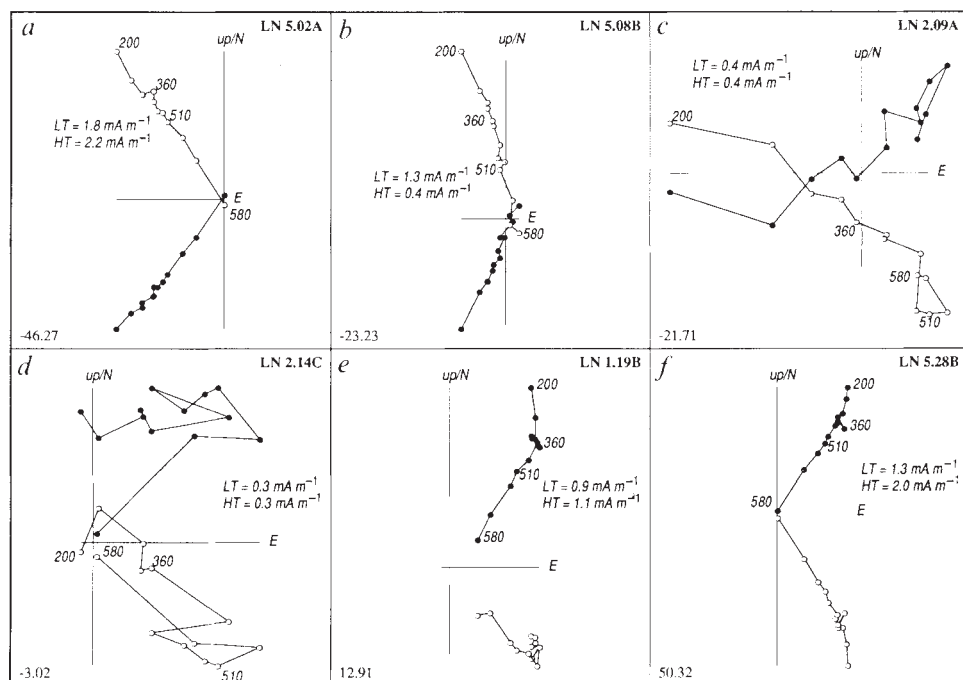 a
LN 5.02A
up/N
200
360
510
LT = 1.8 mA m⁻¹
HT = 2.2 mA m⁻¹
E
580
-46.27
b
LN 5.08B
up/N
200
360
510
LT = 1.3 mA m⁻¹
HT = 0.4 mA m⁻¹
E
580
-23.23
c
LN 2.09A
up/N
LT = 0.4 mA m⁻¹
HT = 0.4 mA m⁻¹
200
E
360
580
510
-21.71
d
LN 2.14C
up/N
LT = 0.3 mA m⁻¹
HT = 0.3 mA m⁻¹
E
200
580
360
510
-3.02
e
LN 1.19B
up/N
200
360
510
LT = 0.9 mA m⁻¹
HT = 1.1 mA m⁻¹
580
E
12.91
f
LN 5.28B
up/N
200
360
510
LT = 1.3 mA m⁻¹
HT = 2.0 mA m⁻¹
580
E
50.32